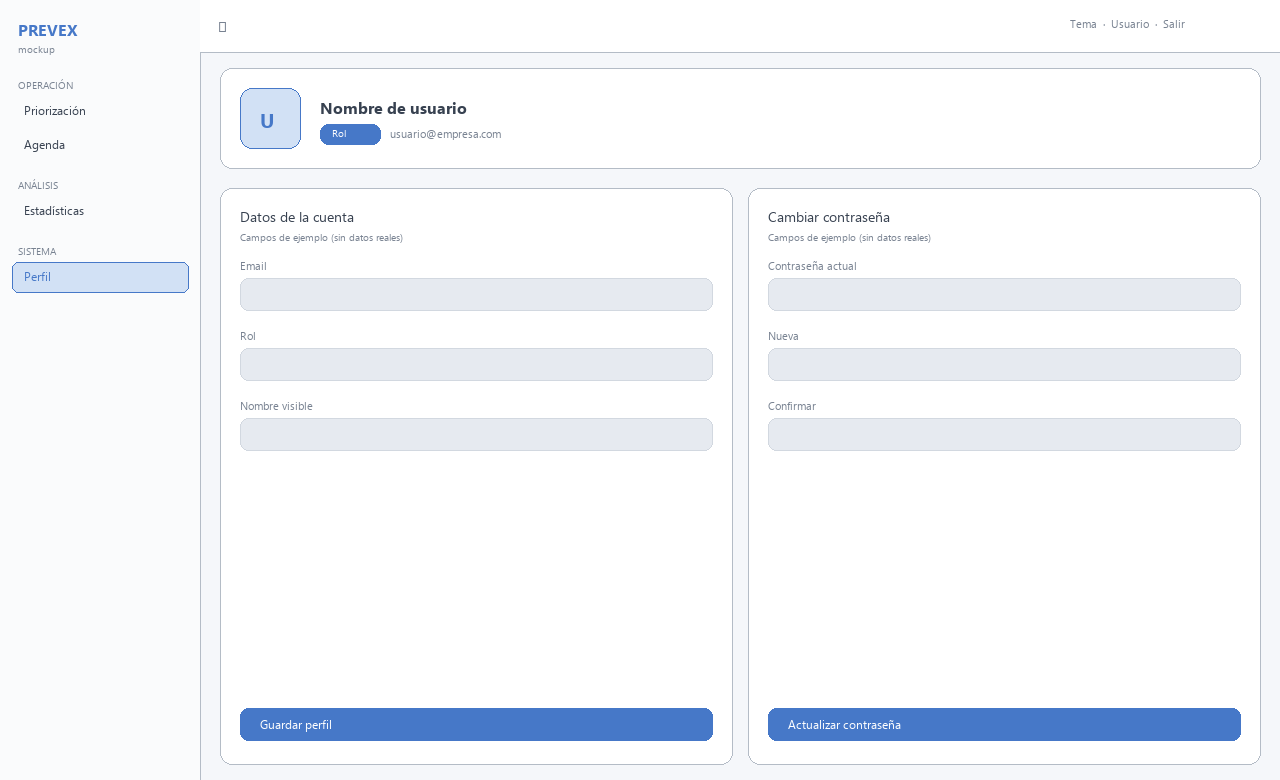 PREVEX
mockup
OPERACIÓN
Priorización
Agenda
ANÁLISIS
Estadísticas
SISTEMA
Perfil
Tema · Usuario · Salir
U
Nombre de usuario
Rol
usuario@empresa.com
Datos de la cuenta
Campos de ejemplo (sin datos reales)
Email
Rol
Nombre visible
Guardar perfil
Cambiar contraseña
Campos de ejemplo (sin datos reales)
Contraseña actual
Nueva
Confirmar
Actualizar contraseña